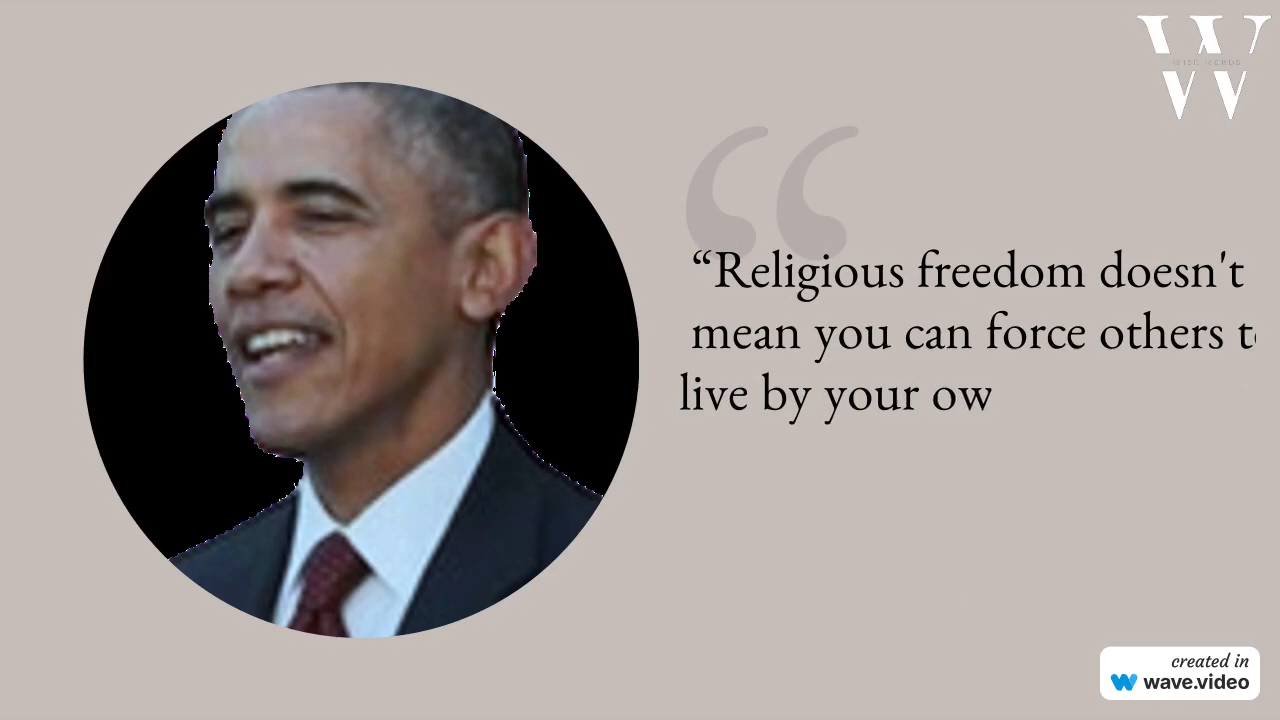 W
“Religious freedom doesn't
mean you can force others t
live by your ow
created in
wave.video